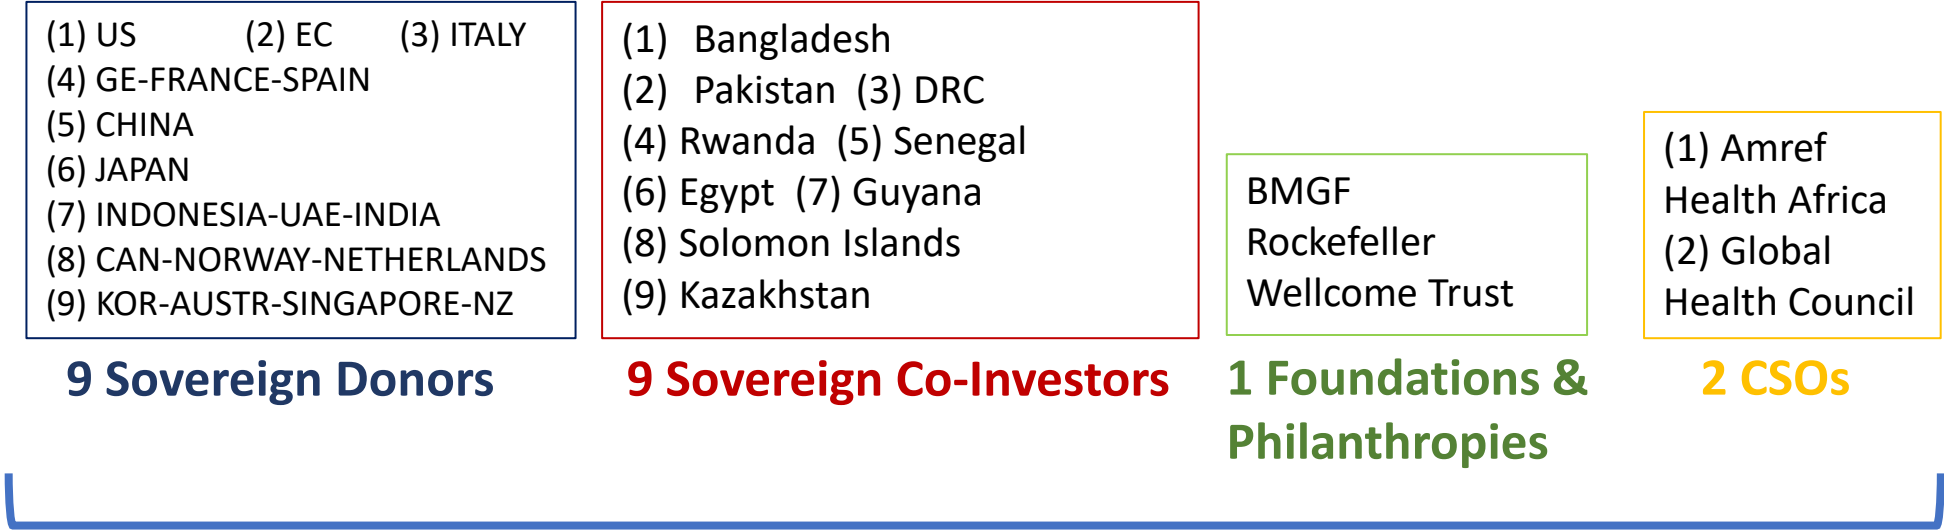 (1) US (2) EC (3) ITALY
(4) GE-FRANCE-SPAIN
(5) CHINA
(6) JAPAN
(7) INDONESIA-UAE-INDIA
(8) CAN-NORWAY-NETHERLANDS
(9) KOR-AUSTR-SINGAPORE-NZ
9 Sovereign Donors
(1) Bangladesh
(2) Pakistan (3) DRC
(4) Rwanda (5) Senegal
(6) Egypt (7) Guyana
(8) Solomon Islands
(9) Kazakhstan
9 Sovereign Co-Investors
BMGF
Rockefeller
Wellcome Trust
1 Foundations &
Philanthropies
(1) Amref
Health Africa
(2) Global
Health Council
2 CSOs